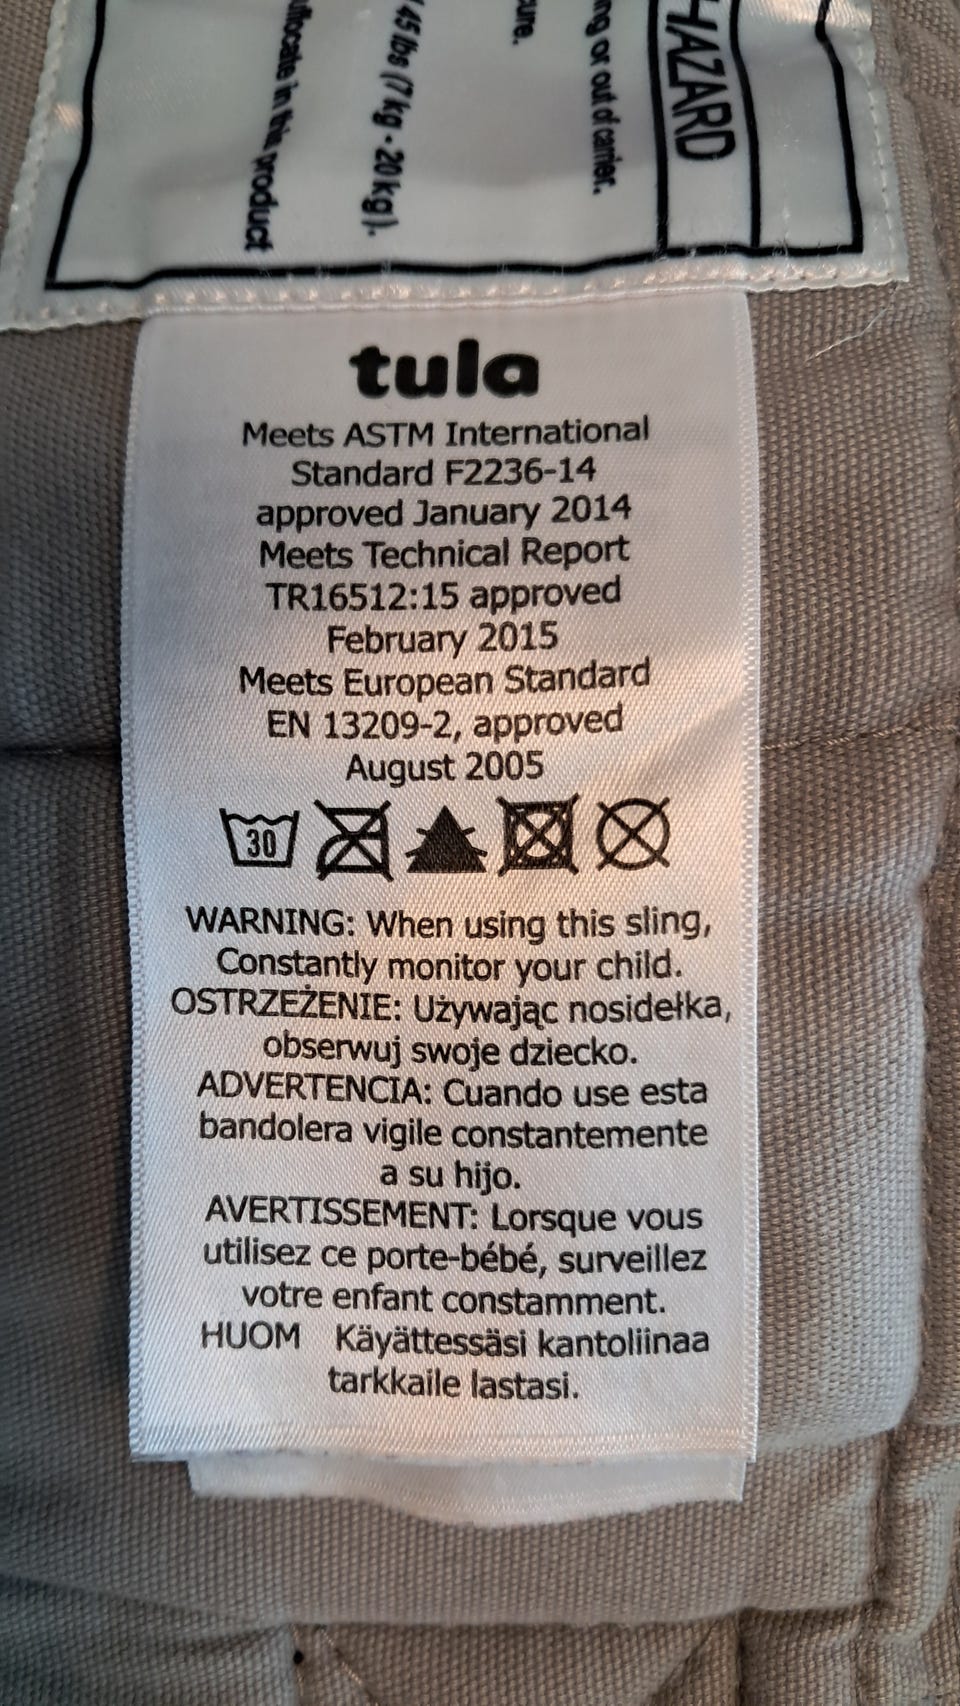 HAZARD
ng or out of carrier.
45 lbs (7 kg - 20 kg).
in this product
tula
Meets ASTM International
Standard F2236-14
approved January 2014
Meets Technical Report
TR16512:15 approved
February 2015
Meets European Standard
EN 13209-2, approved
August 2005
30
WARNING: When using this sling,
Constantly monitor your child.
OSTRZEŻENIE: Używając nosidełka,
obserwuj swoje dziecko.
ADVERTENCIA: Cuando use esta
bandolera vigile constantemente
a su hijo.
AVERTISSEMENT: Lorsque vous
utilisez ce porte-bébé, surveillez
votre enfant constamment.
HUOM Käyättessäsi kantoliinaa
tarkkaile lastasi.